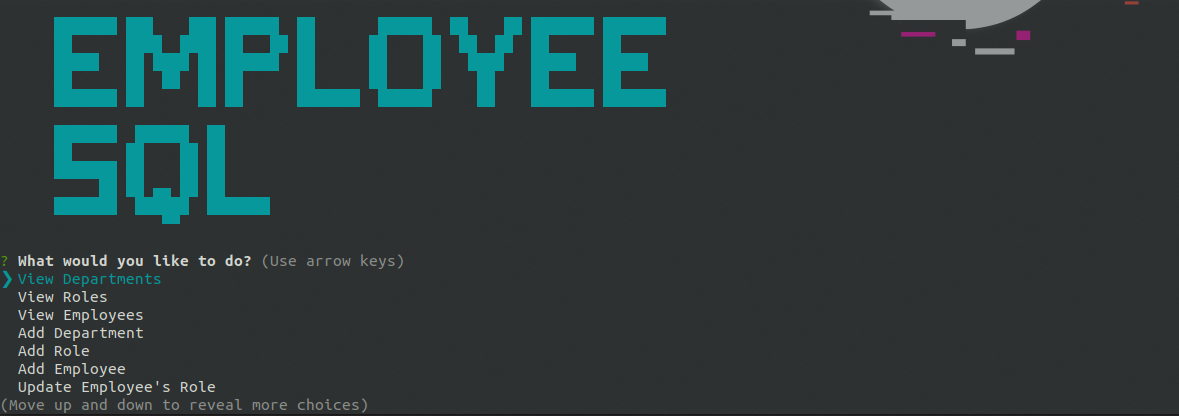 EMPLOYEE
SQL
? What would you like to do? (Use arrow keys)
❯ View Departments
View Roles
View Employees
Add Department
Add Role
Add Employee
Update Employee's Role
(Move up and down to reveal more choices)